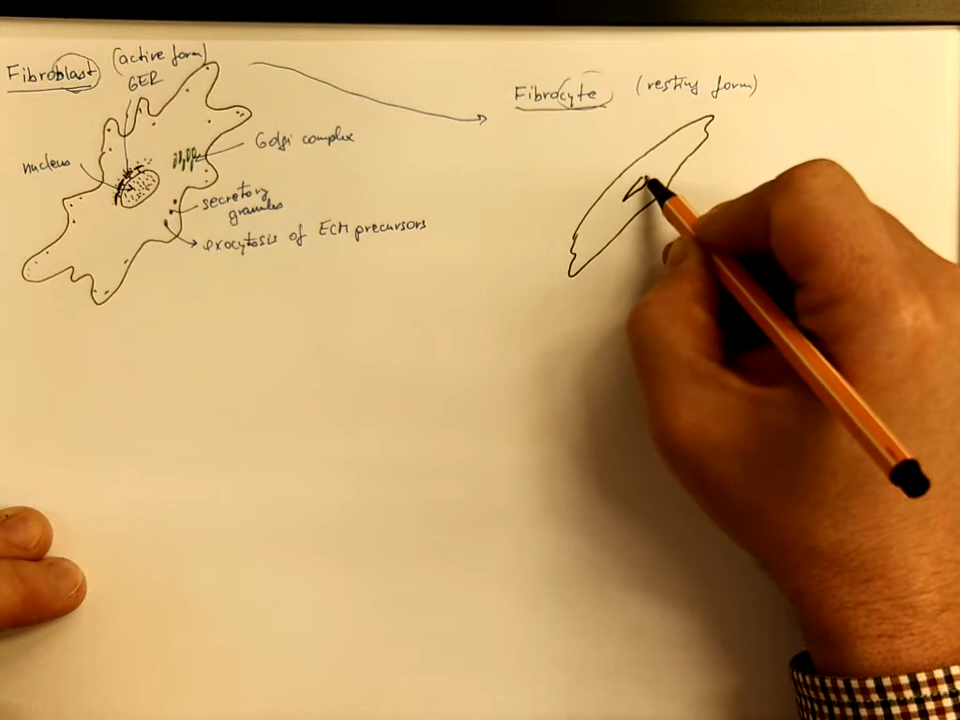 Fibroblast (active form)
GER
nucleus
Golgi complex
secretory
granules
exocytosis of ECM precursors
Fibrocyte (resting form)